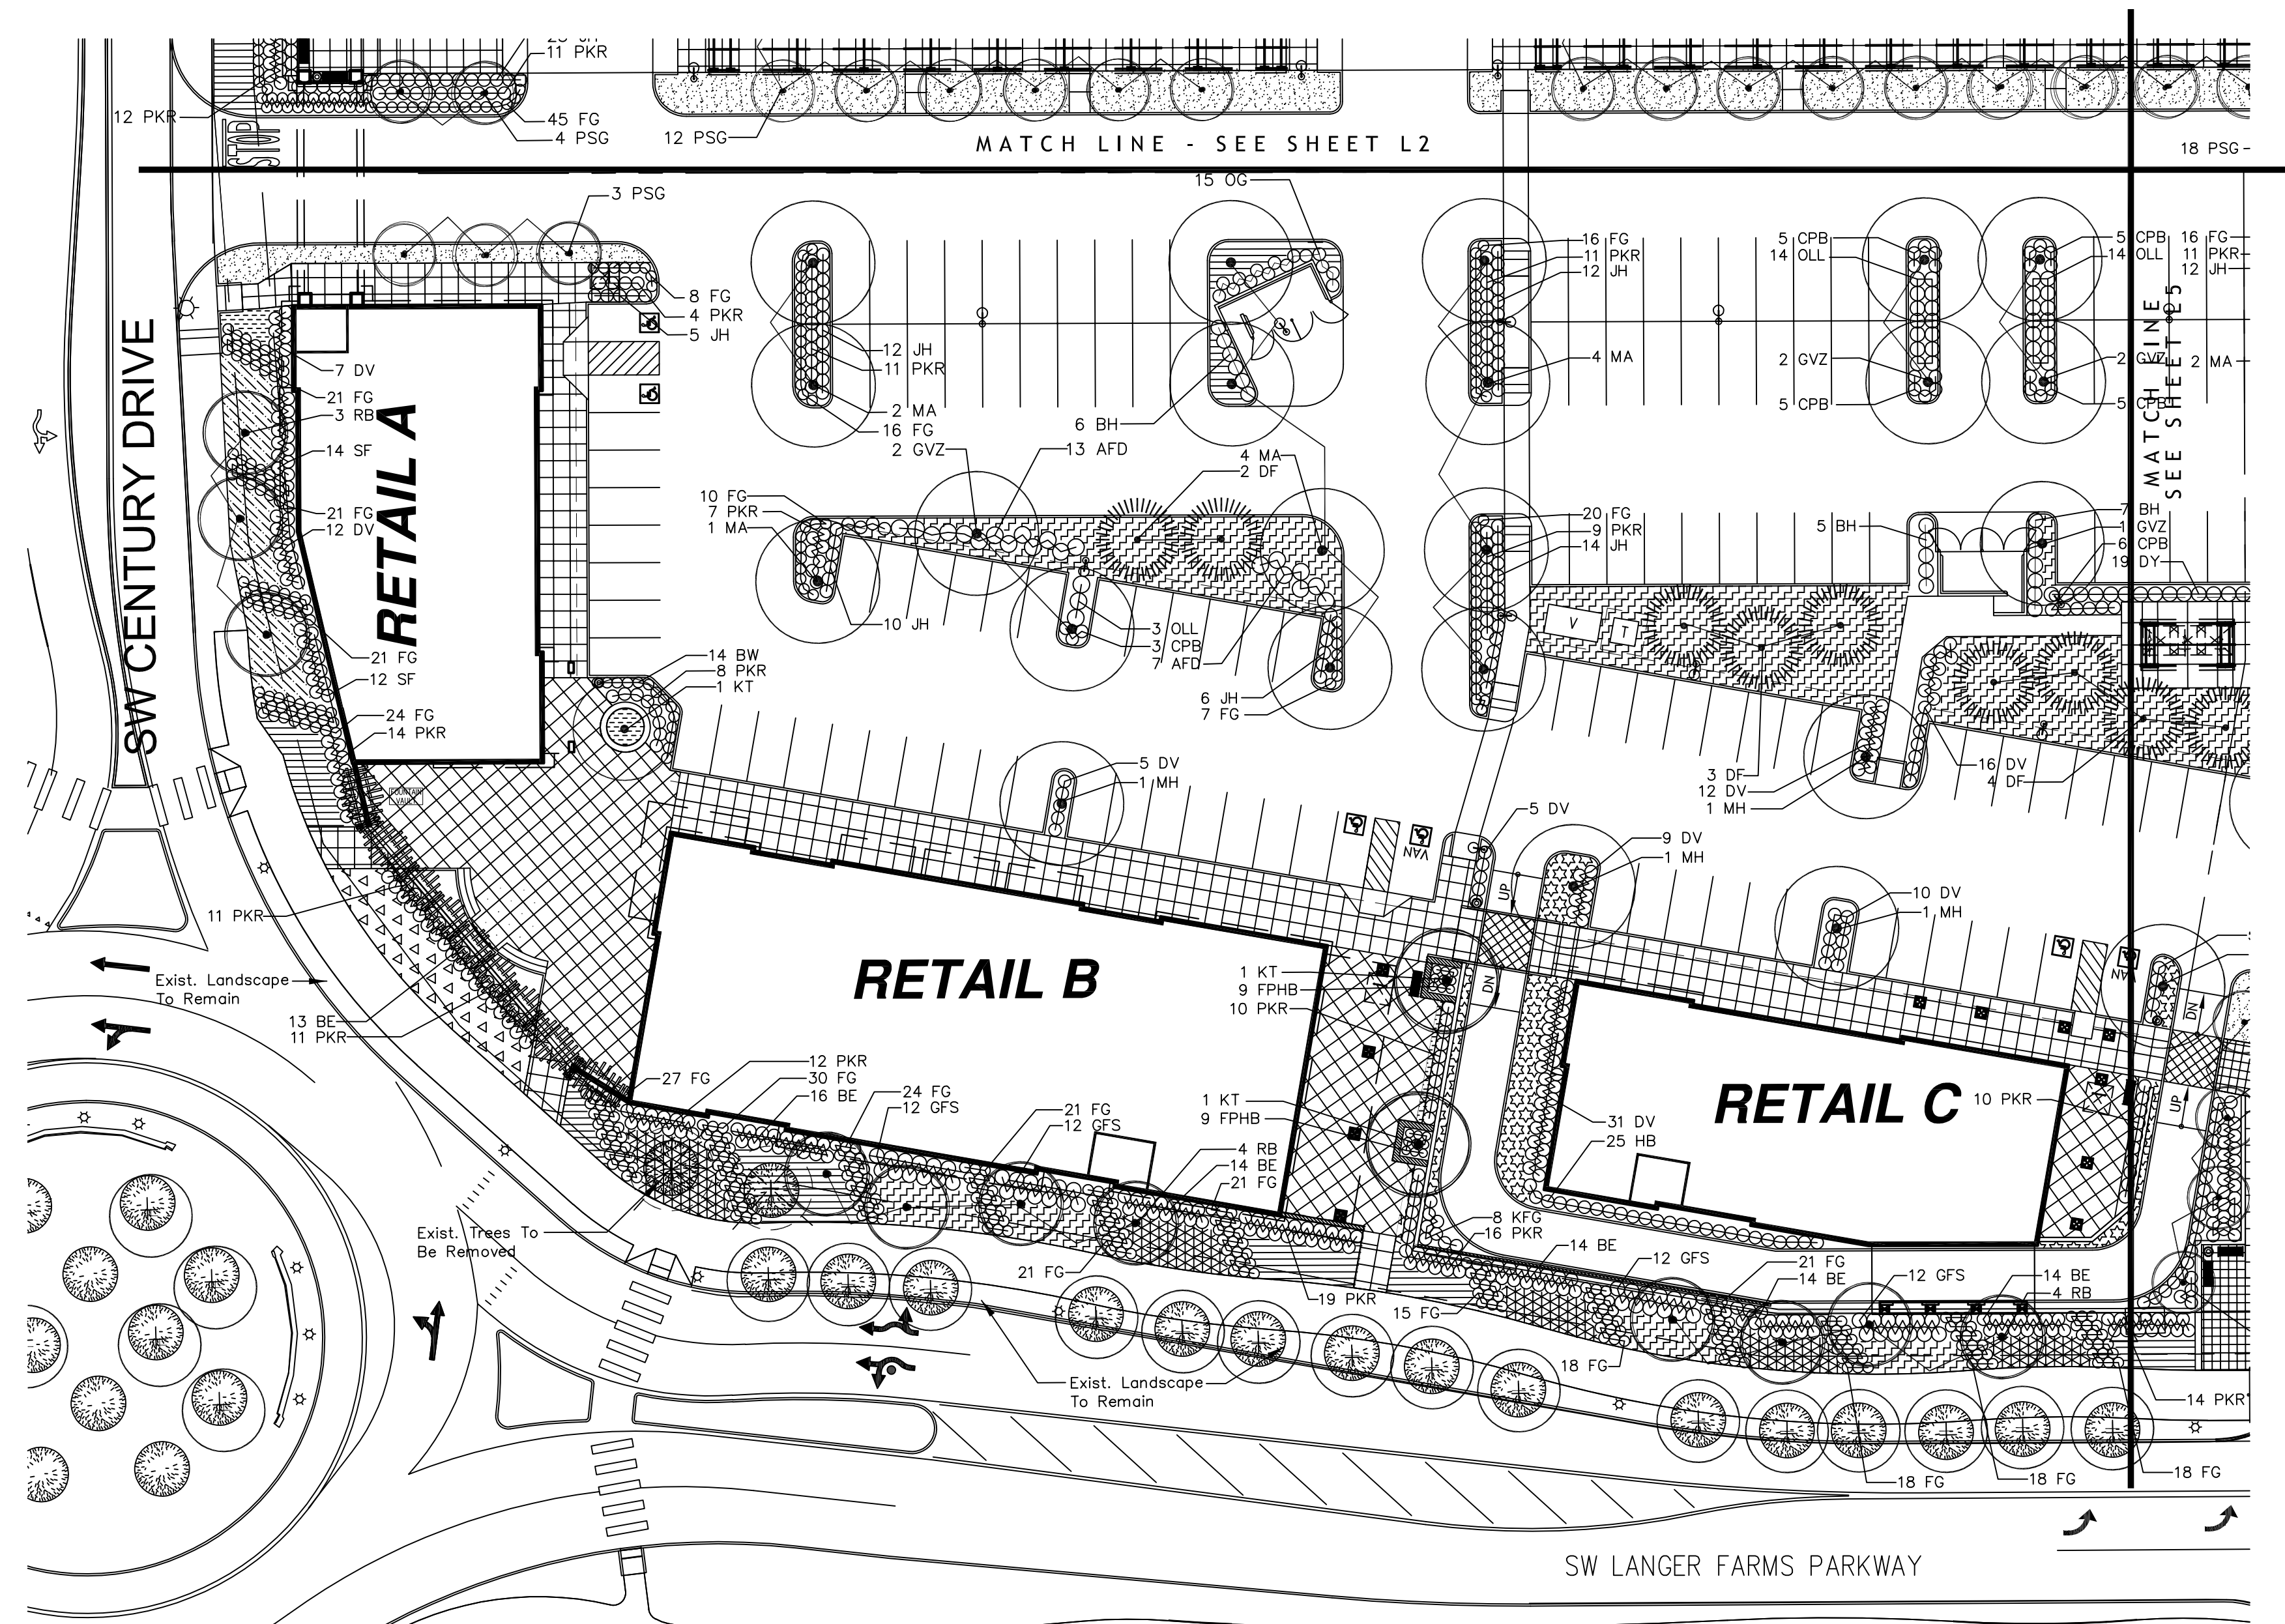 11 PKR
12 PKR
45 FG
4 PSG
12 PSG
STOP
MATCH LINE - SEE SHEET L2
18 PSG
3 PSG
15 OG
8 FG
4 PKR
5 JH
7 DV
21 FG
3 RB
14 SF
21 FG
12 DV
21 FG
12 SF
24 FG
14 PKR
RETAIL A
SW CENTURY DRIVE
12 JH
11 PKR
2 MA
16 FG
2 GVZ
13 AFD
6 BH
4 MA
2 DF
16 FG
11 PKR
12 JH
4 MA
5 CPB
14 OLL
2 GVZ
5 CPB
5 CPB
14 OLL
2 GVZ
5 CPB
16 FG
11 PKR
12 JH
2 MA
MATCH LINE
SEE SHEET L5
10 FG
7 PKR
1 MA
10 JH
3 OLL
3 CPB
7 AFD
6 JH
7 FG
20 FG
9 PKR
14 JH
5 BH
7 BH
1 GVZ
6 CPB
19 DY
V
T
14 BW
8 PKR
1 KT
5 DV
1 MH
3 DF
12 DV
1 MH
16 DV
4 DF
FOUNTAIN
VAULT
5 DV
9 DV
1 MH
VAN
UP
10 DV
1 MH
VAN
11 PKR
Exist. Landscape
To Remain
13 BE
11 PKR
RETAIL B
1 KT
9 FPHB
10 PKR
DN
DN
RETAIL C
10 PKR
UP
27 FG
12 PKR
30 FG
16 BE
24 FG
12 GFS
21 FG
12 GFS
1 KT
9 FPHB
4 RB
14 BE
21 FG
31 DV
25 HB
Exist. Trees To
Be Removed
21 FG
19 PKR
8 KFG
16 PKR
14 BE
12 GFS
21 FG
14 BE
12 GFS
14 BE
4 RB
15 FG
18 FG
Exist. Landscape
To Remain
14 PKR
18 FG
18 FG
18 FG
SW LANGER FARMS PARKWAY